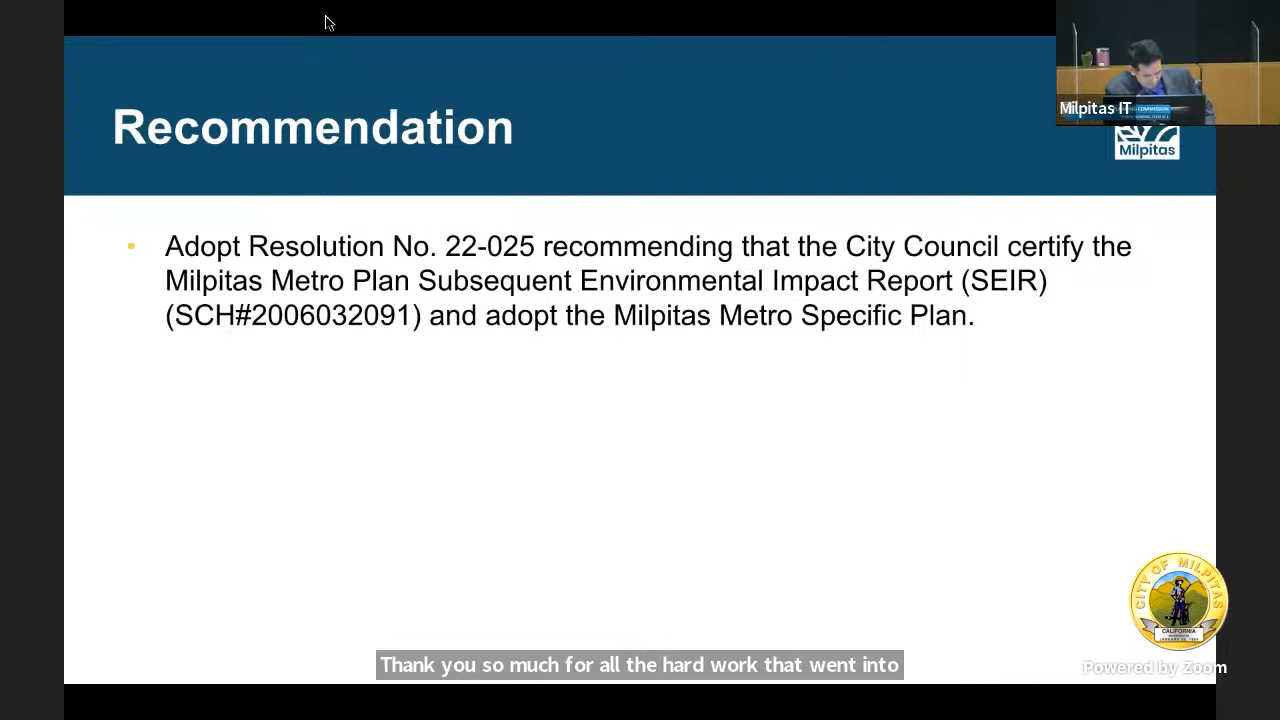 Milpitas IT
COMMISSION
Recommendation
Milpitas
• Adopt Resolution No. 22-025 recommending that the City Council certify the
Milpitas Metro Plan Subsequent Environmental Impact Report (SEIR)
(SCH#2006032091) and adopt the Milpitas Metro Specific Plan.
CITY OF MILPITAS
CALIFORNIA
Thank you so much for all the hard work that went into
Powered by Zoom